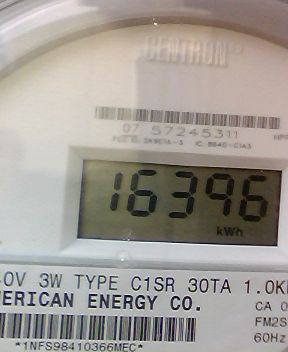 CENTRON
07 57245311
16396
kWh
0V 3W TYPE C1SR 30TA 1.0K
ERICAN ENERGY CO.
CA 0
FM2S
60Hz
*1NFS98410366MEC*